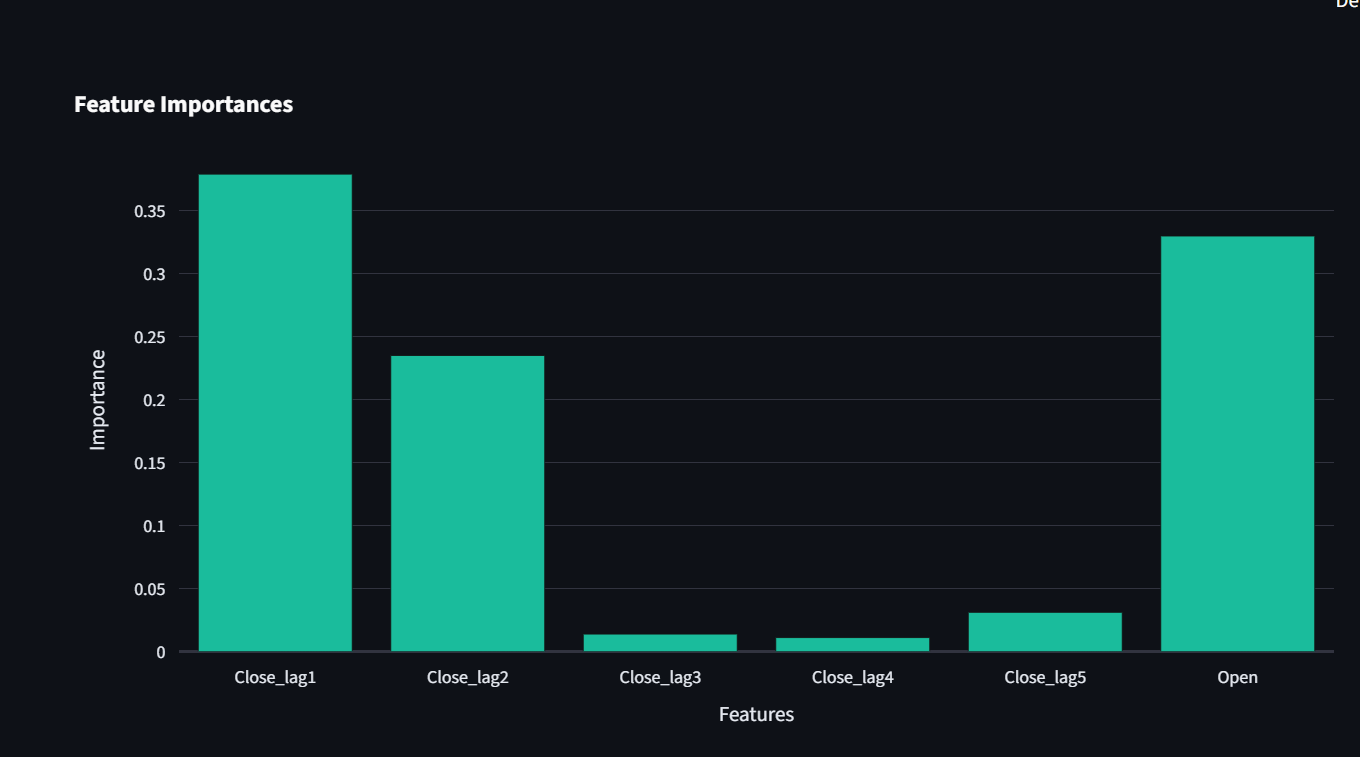 De
Feature Importances
0.35
0.3
0.25
0.2
0.15
0.1
0.05
0
Importance
Close_lag1
Close_lag2
Close_lag3
Close_lag4
Close_lag5
Open
Features